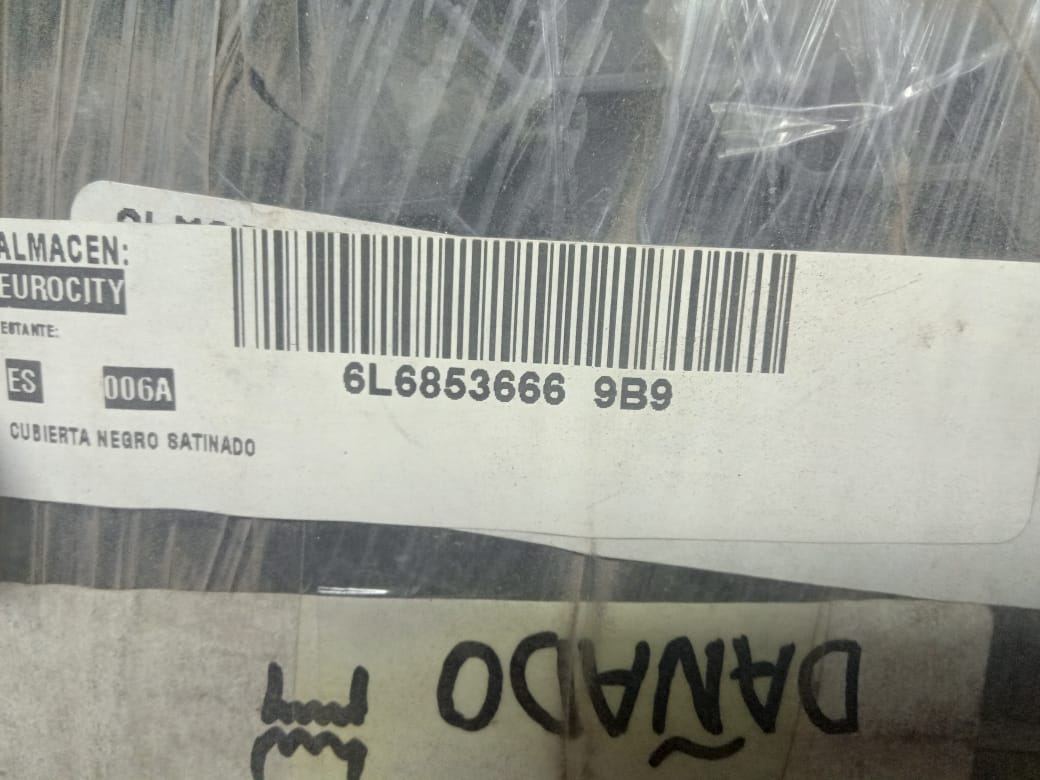 ALMACEN:
EUROCITY
ESTANTE:
ES 006A
6L6853666 9B9
CUBIERTA NEGRO SATINADO
DAÑADO